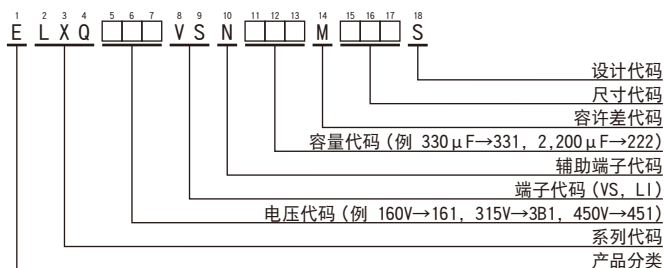 1 2 3 4 5 6 7 8 9 10 11 12 13 14 15 16 17 18
E L X Q □□□ V S N □□□ M □□□ S
设计代码
尺寸代码
容许差代码
容量代码 (例 330μF→331, 2,200μF→222)
辅助端子代码
端子代码 (VS, LI)
电压代码 (例 160V→161, 315V→3B1, 450V→451)
系列代码
产品分类